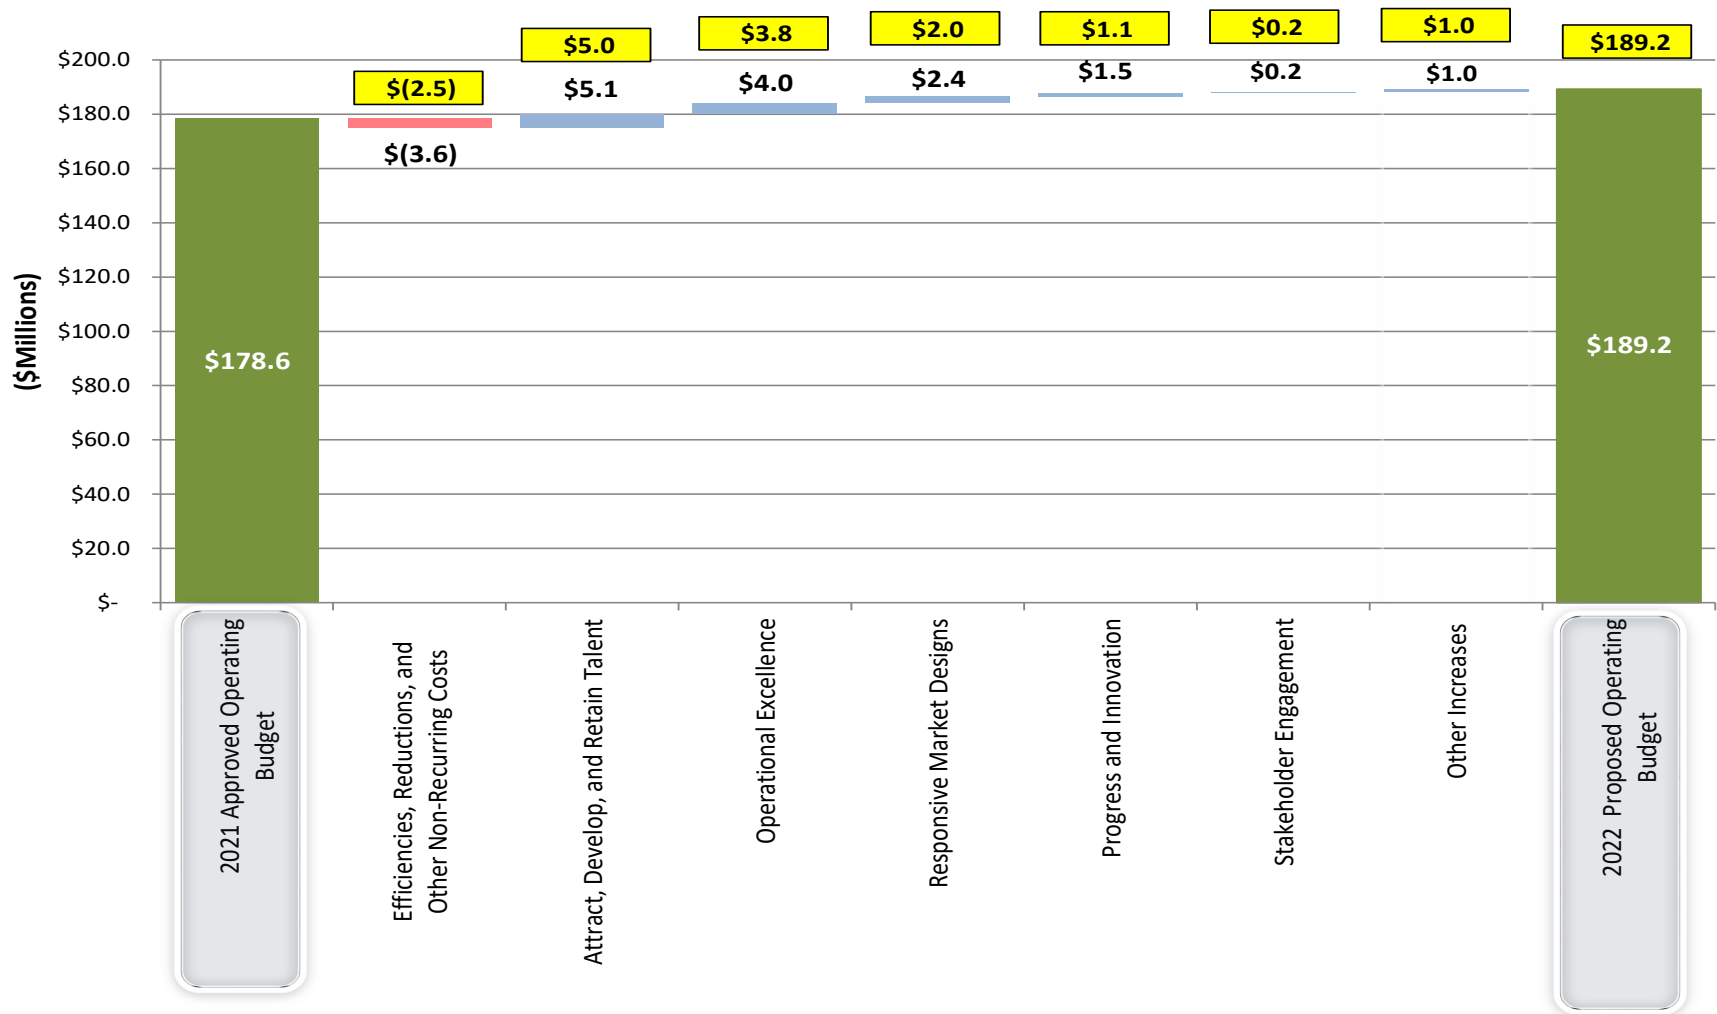 $5.0
$3.8
$2.0
$1.1
$0.2
$1.0
$189.2
$(2.5)
$5.1
$4.0
$2.4
$1.5
$0.2
$1.0
$(3.6)
$200.0
$180.0
$160.0
$140.0
$120.0
$100.0
$80.0
$60.0
$40.0
$20.0
$-
($Millions)
$178.6
$189.2
2021 Approved Operating
Budget
Efficiencies, Reductions, and
Other Non-Recurring Costs
Attract, Develop, and Retain Talent
Operational Excellence
Responsive Market Designs
Progress and Innovation
Stakeholder Engagement
Other Increases
2022 Proposed Operating
Budget